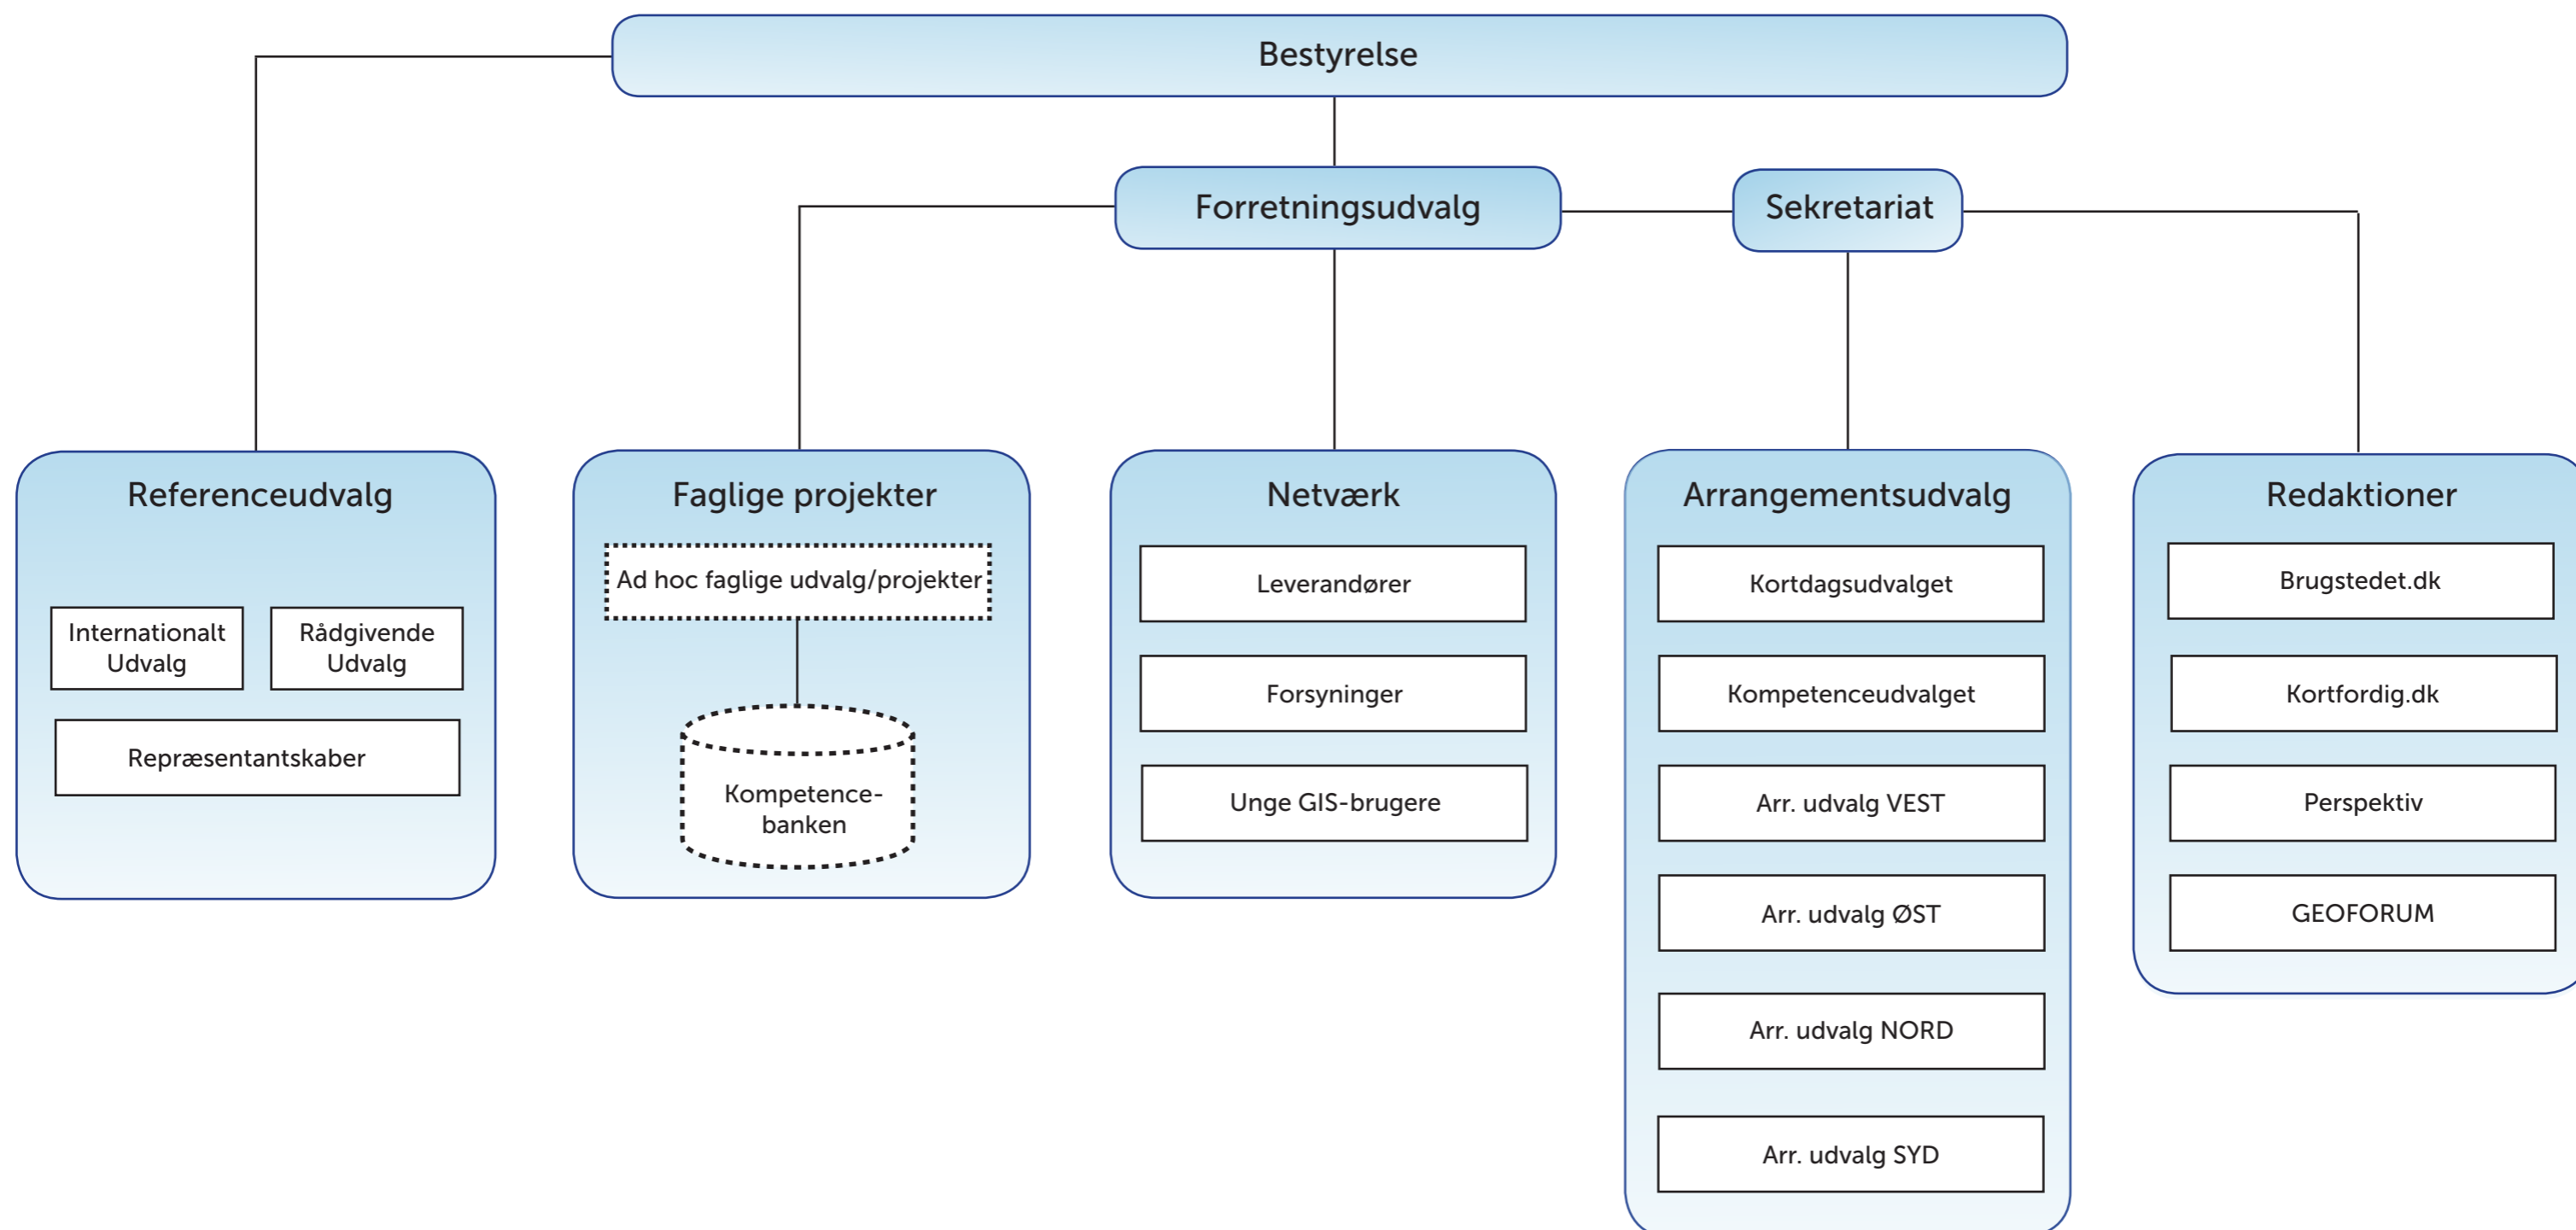 Bestyrelse
Forretningsudvalg
Sekretariat
Referenceudvalg
Internationalt
Udvalg
Rådgivende
Udvalg
Repræsentantskaber
Faglige projekter
Ad hoc faglige udvalg/projekter
Kompetence-
banken
Netværk
Leverandører
Forsyninger
Unge GIS-brugere
Arrangementsudvalg
Kortdagsudvalget
Kompetenceudvalget
Arr. udvalg VEST
Arr. udvalg ØST
Arr. udvalg NORD
Arr. udvalg SYD
Redaktioner
Brugstedet.dk
Kortfordig.dk
Perspektiv
GEOFORUM